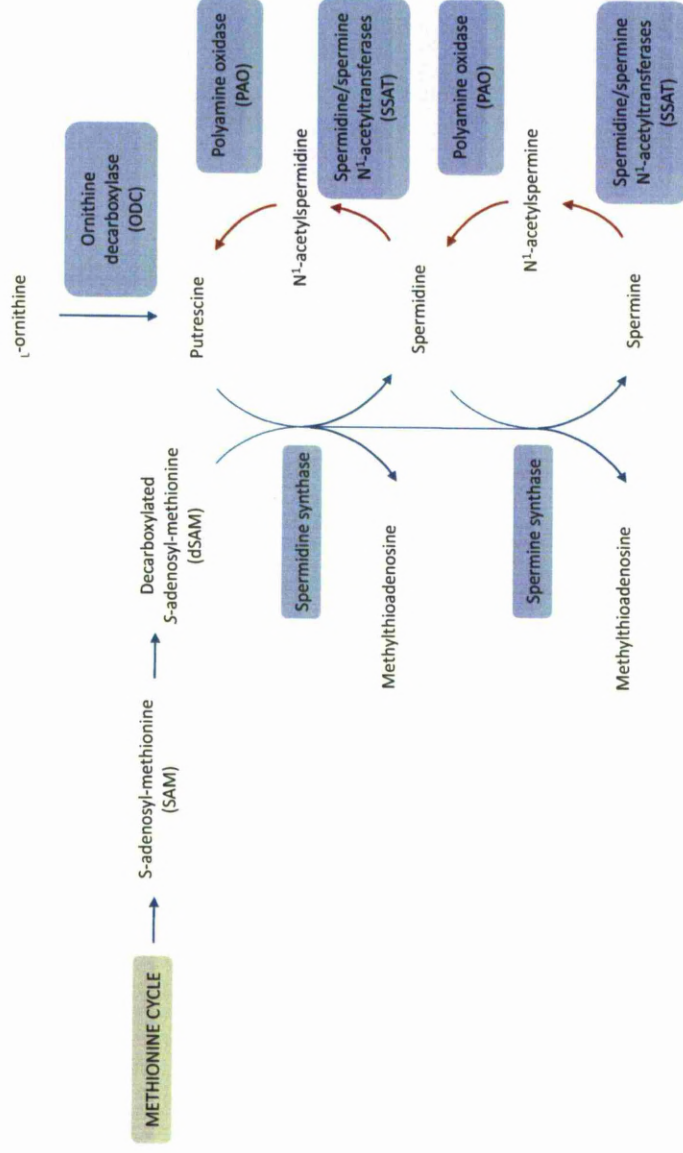 L-ornithine
Ornithine
decarboxylase
(ODC)
METHIONINE CYCLE
S-adenosyl-methionine
(SAM)
Decarboxylated
S-adenosyl-methionine
(dSAM)
Putrescine
Polyamine oxidase
(PAO)
Spermidine synthase
N¹-acetylspermidine
Spermidine/spermine
N¹-acetyltransferases
(SSAT)
Methylthioadenosine
Spermidine
Polyamine oxidase
(PAO)
Spermine synthase
N¹-acetylspermine
Spermidine/spermine
N¹-acetyltransferases
(SSAT)
Methylthioadenosine
Spermine